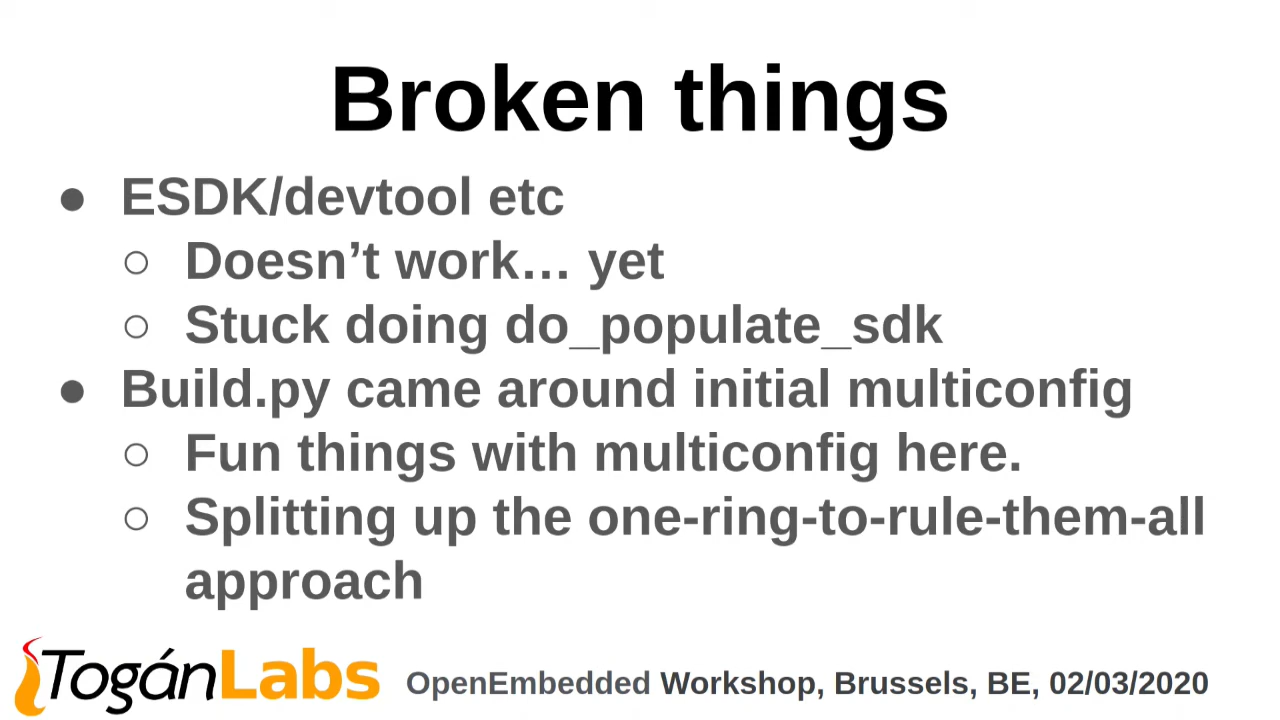 Broken things
● ESDK/devtool etc
○ Doesn’t work… yet
○ Stuck doing do_populate_sdk
● Build.py came around initial multiconfig
○ Fun things with multiconfig here.
○ Splitting up the one-ring-to-rule-them-all
approach
TogánLabs
OpenEmbedded Workshop, Brussels, BE, 02/03/2020